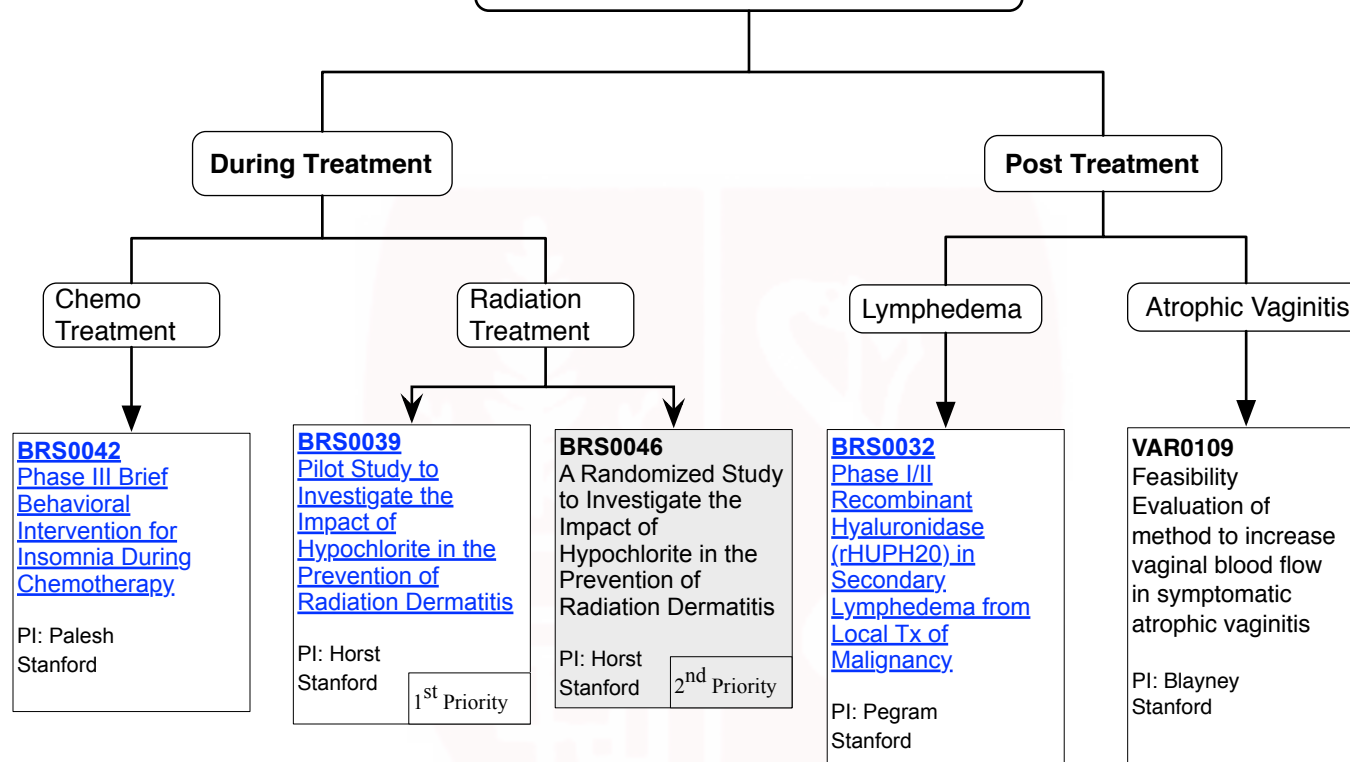 During Treatment
Post Treatment
Chemo
Treatment
Radiation
Treatment
Lymphedema
Atrophic Vaginitis
BRS0042
Phase III Brief
Behavioral
Intervention for
Insomnia During
Chemotherapy
PI: Palesh
Stanford
BRS0039
Pilot Study to
Investigate the
Impact of
Hypochlorite in the
Prevention of
Radiation Dermatitis
PI: Horst
Stanford
1st Priority
BRS0046
A Randomized Study
to Investigate the
Impact of
Hypochlorite in the
Prevention of
Radiation Dermatitis
PI: Horst
Stanford
2nd Priority
BRS0032
Phase I/II
Recombinant
Hyaluronidase
(rHUPH20) in
Secondary
Lymphedema from
Local Tx of
Malignancy
PI: Pegram
Stanford
VAR0109
Feasibility
Evaluation of
method to increase
vaginal blood flow
in symptomatic
atrophic vaginitis
PI: Blayney
Stanford